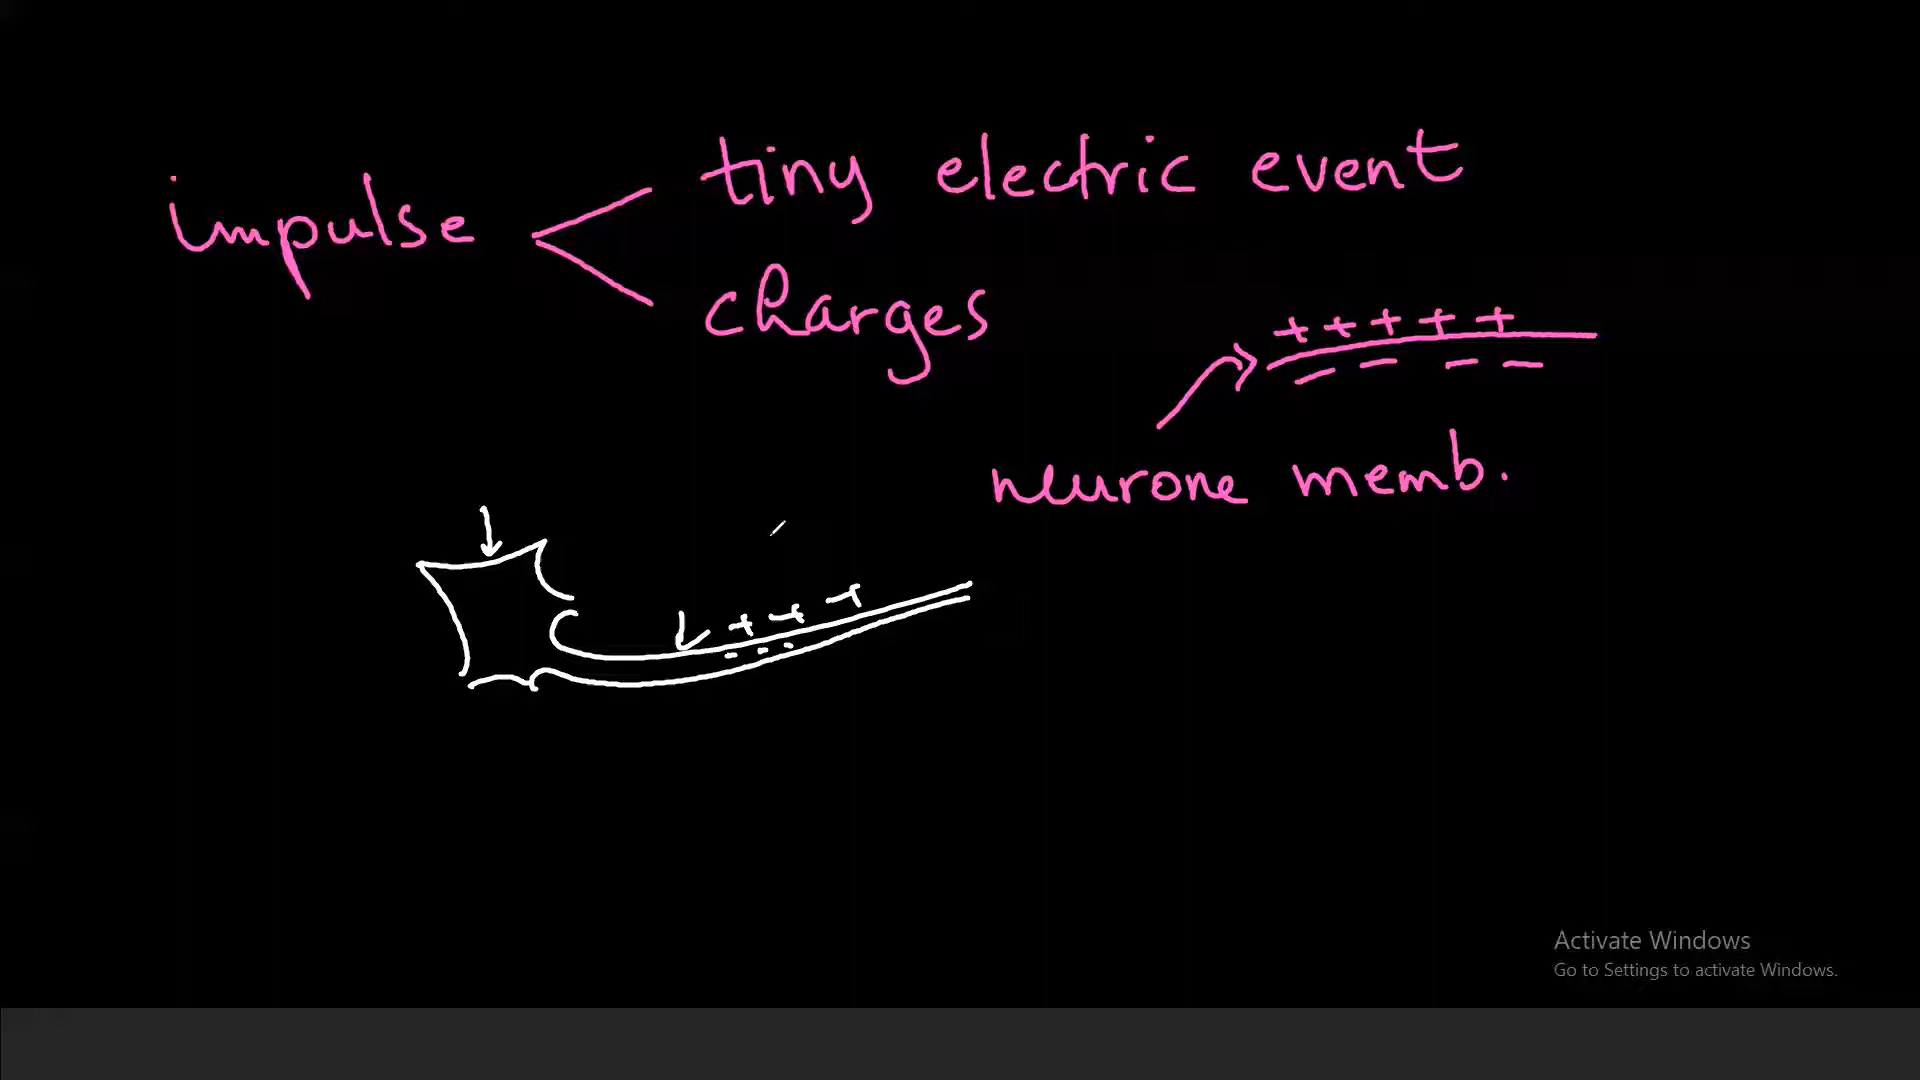 impulse
tiny electric event
charges
+ + + + +
- - - -
neurone memb.
+ + +
- - -
Activate Windows
Go to Settings to activate Windows.